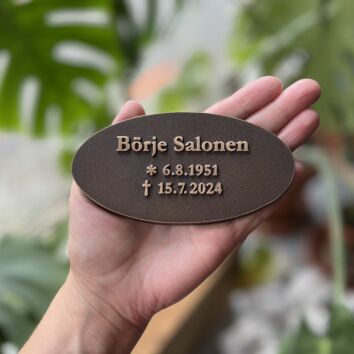 Börje Salonen
* 6.8.1951
† 15.7.2024